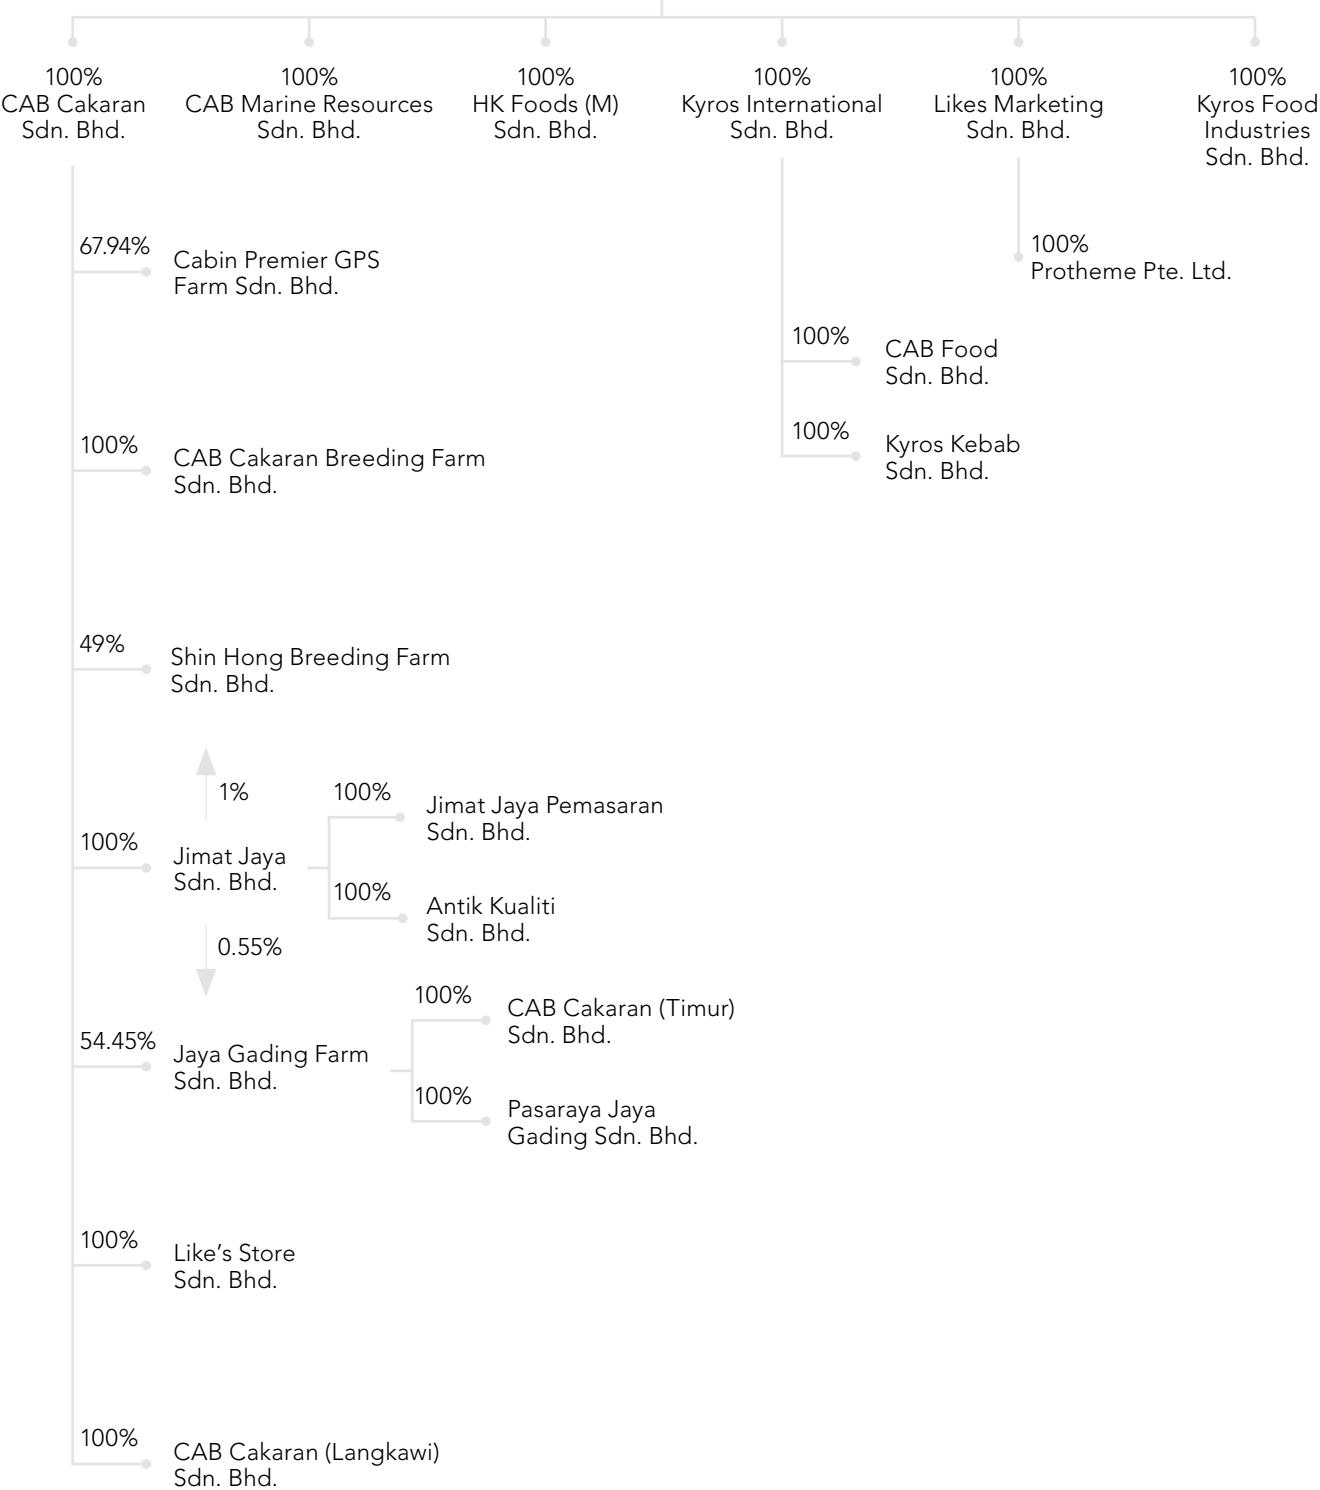 100%
CAB Cakaran
Sdn. Bhd.
100%
CAB Marine Resources
Sdn. Bhd.
100%
HK Foods (M)
Sdn. Bhd.
100%
Kyros International
Sdn. Bhd.
100%
Likes Marketing
Sdn. Bhd.
100%
Kyros Food
Industries
Sdn. Bhd.
67.94%
Cabin Premier GPS
Farm Sdn. Bhd.
100%
Protheme Pte. Ltd.
100%
CAB Food
Sdn. Bhd.
100%
Kyros Kebab
Sdn. Bhd.
100%
CAB Cakaran Breeding Farm
Sdn. Bhd.
49%
Shin Hong Breeding Farm
Sdn. Bhd.
1%
100%
Jimat Jaya
Sdn. Bhd.
100%
Jimat Jaya Pemasaran
Sdn. Bhd.
100%
Antik Kualiti
Sdn. Bhd.
0.55%
54.45%
Jaya Gading Farm
Sdn. Bhd.
100%
CAB Cakaran (Timur)
Sdn. Bhd.
100%
Pasaraya Jaya
Gading Sdn. Bhd.
100%
Like’s Store
Sdn. Bhd.
100%
CAB Cakaran (Langkawi)
Sdn. Bhd.